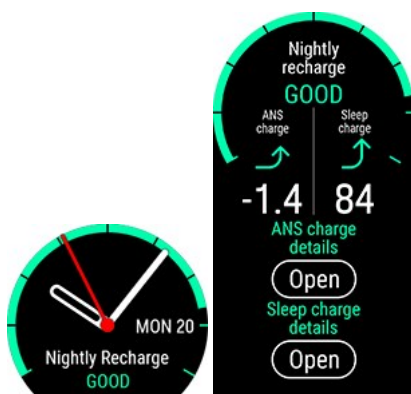 MON 20
Nightly Recharge
GOOD
Nightly
recharge
GOOD
ANS charge
Sleep charge
-1.4
84
ANS charge
details
Open
Sleep charge
details
Open